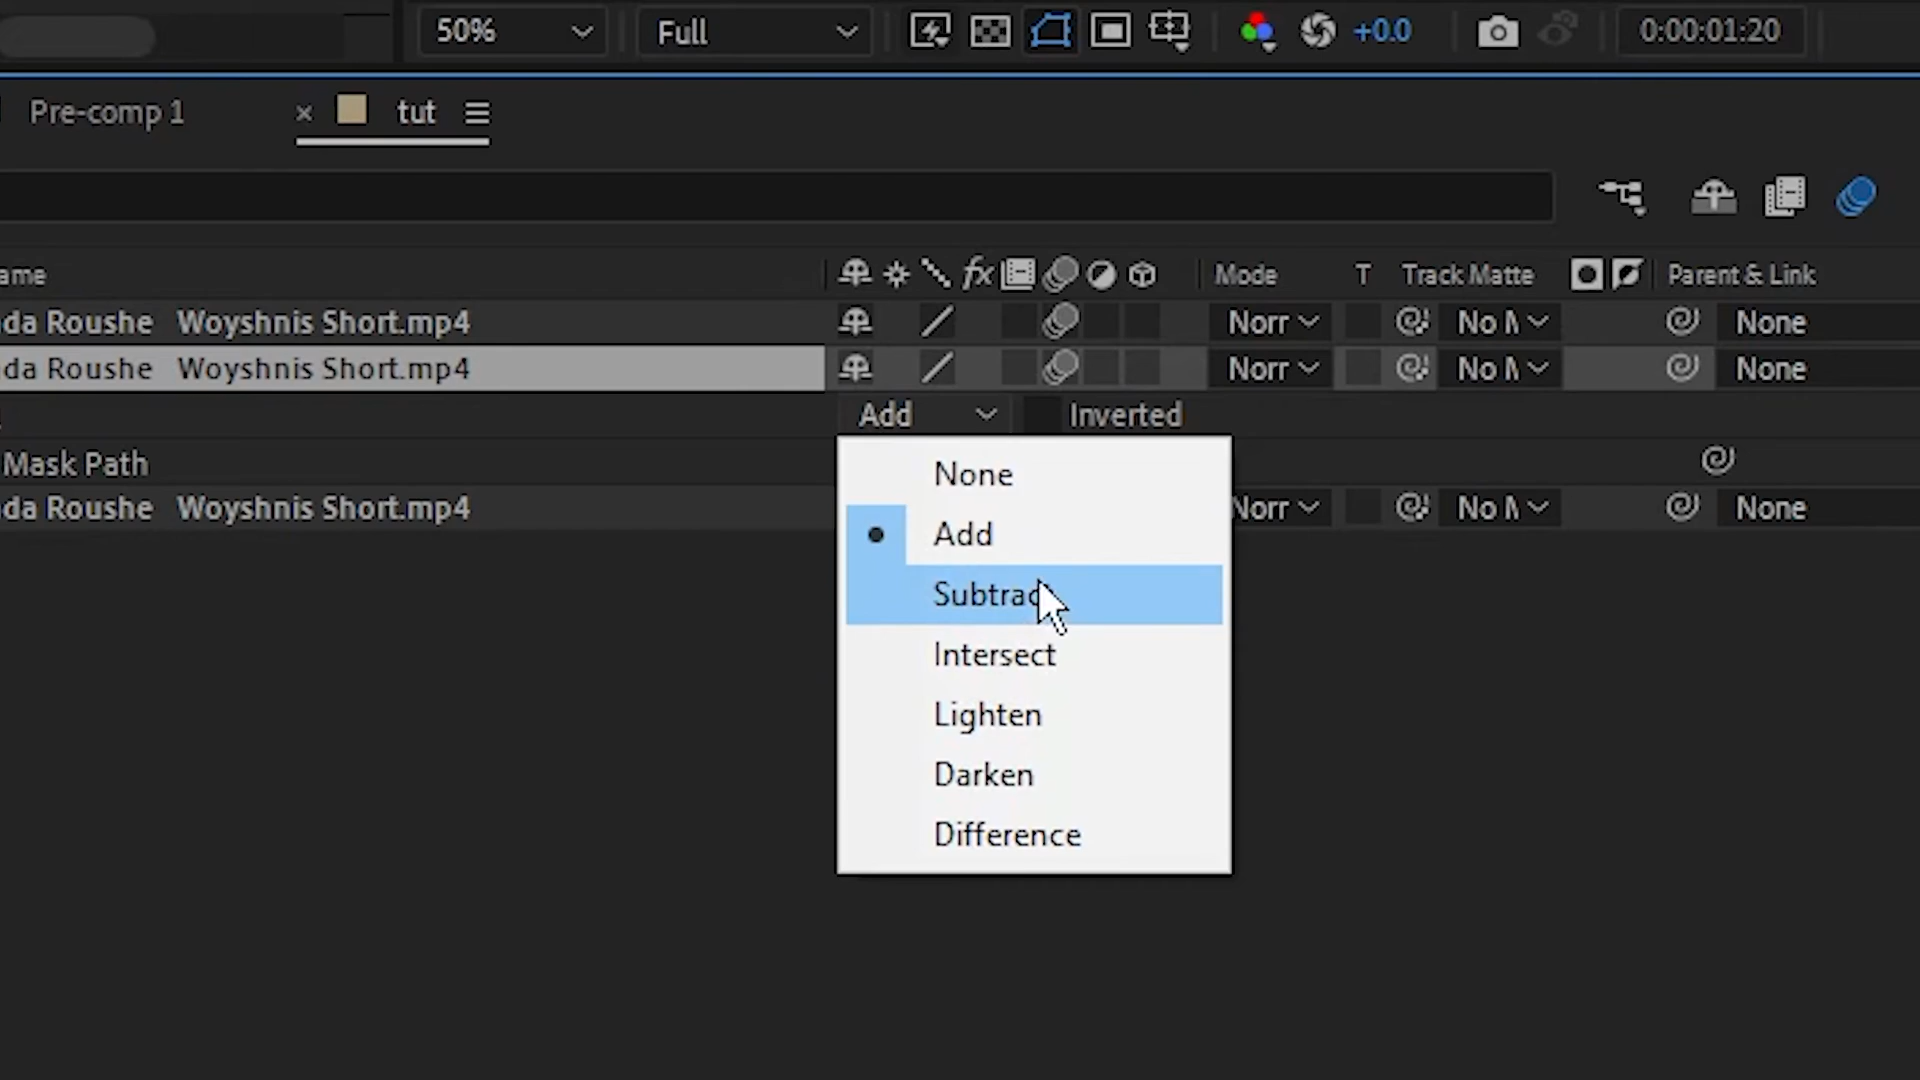 50% Full +0.0 0:00:01:20
Pre-comp 1 × tut
ame fx Mode T Track Matte Parent & Link
da Roushe Woyshnis Short.mp4 Norr No M None
da Roushe Woyshnis Short.mp4 Norr No M None
Add Inverted
Mask Path
da Roushe Woyshnis Short.mp4 Norr No M None
None
Add
Subtract
Intersect
Lighten
Darken
Difference